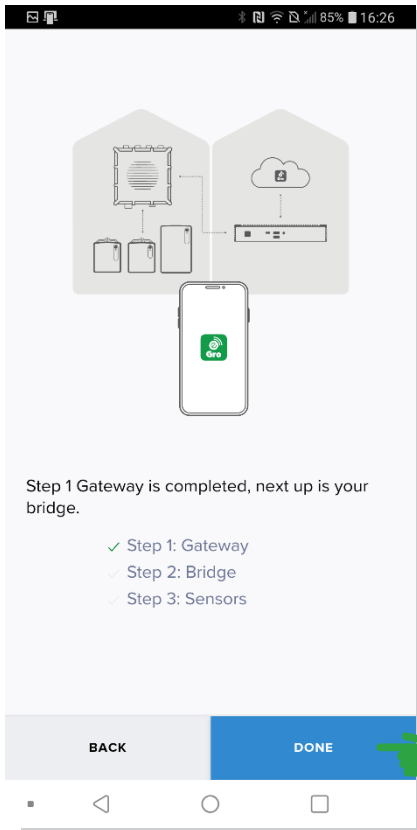 85% 16:26
Gro
Step 1 Gateway is completed, next up is your
bridge.
Step 1: Gateway
Step 2: Bridge
Step 3: Sensors
BACK DONE